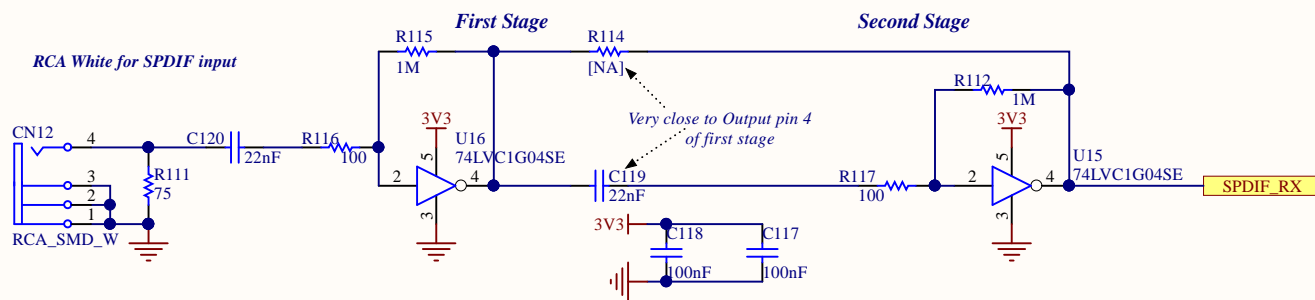 First Stage
Second Stage
RCA White for SPDIF input
R115
1M
R114
[NA]
R112
1M
Very close to Output pin 4
of first stage
CN12
4
3
2
1
RCA_SMD_W
R111
75
C120
22nF
R116
100
3V3
U16
74LVC1G04SE
5
2
4
3
C119
22nF
R117
100
3V3
U15
74LVC1G04SE
5
2
4
3
SPDIF_RX
3V3
C118
100nF
C117
100nF